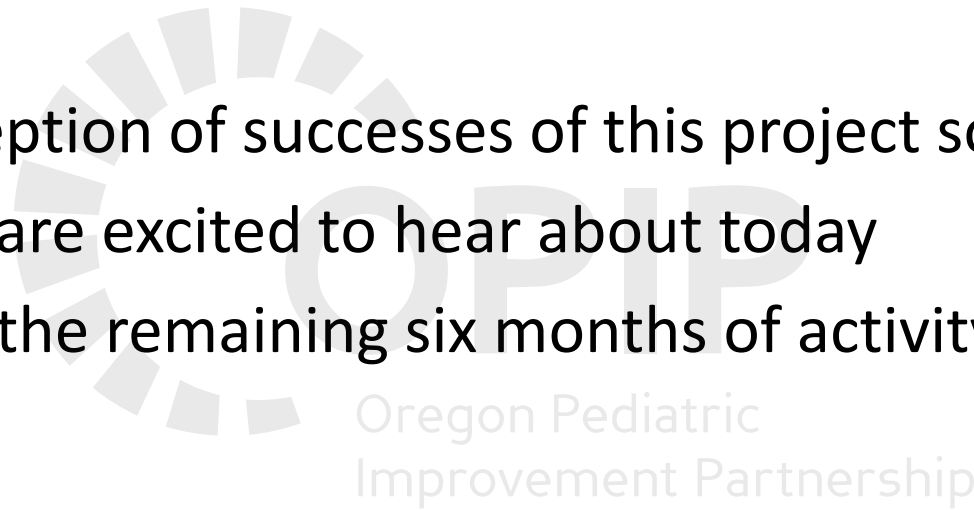 eption of successes of this project so
are excited to hear about today
the remaining six months of activity
OPIP
Oregon Pediatric
Improvement Partnership